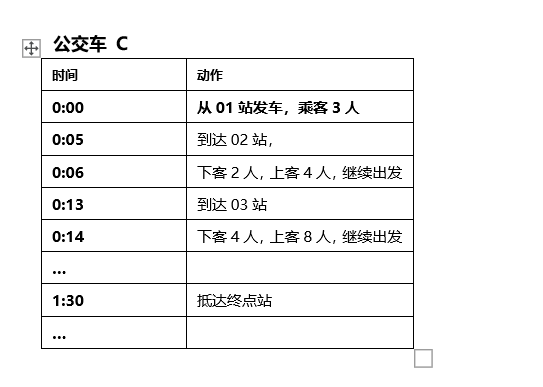 公交车 C
时间 动作
0:00 从 01 站发车，乘客 3 人
0:05 到达 02 站，
0:06 下客 2 人，上客 4 人，继续出发
0:13 到达 03 站
0:14 下客 4 人，上客 8 人，继续出发
...
1:30 抵达终点站
...